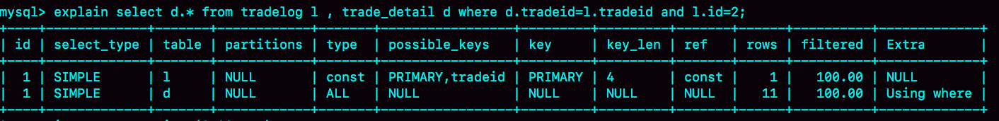 mysql> explain select d.* from tradelog l , trade_detail d where d.tradeid=l.tradeid and l.id=2;
+----+-------------+-------+------------+-------+-----------------+---------+---------+-------+------+----------+-------------+
| id | select_type | table | partitions | type | possible_keys | key | key_len | ref | rows | filtered | Extra |
+----+-------------+-------+------------+-------+-----------------+---------+---------+-------+------+----------+-------------+
| 1 | SIMPLE | l | NULL | const | PRIMARY,tradeid | PRIMARY | 4 | const | 1 | 100.00 | NULL |
| 1 | SIMPLE | d | NULL | ALL | NULL | NULL | NULL | NULL | 11 | 100.00 | Using where |
+----+-------------+-------+------------+-------+-----------------+---------+---------+-------+------+----------+-------------+